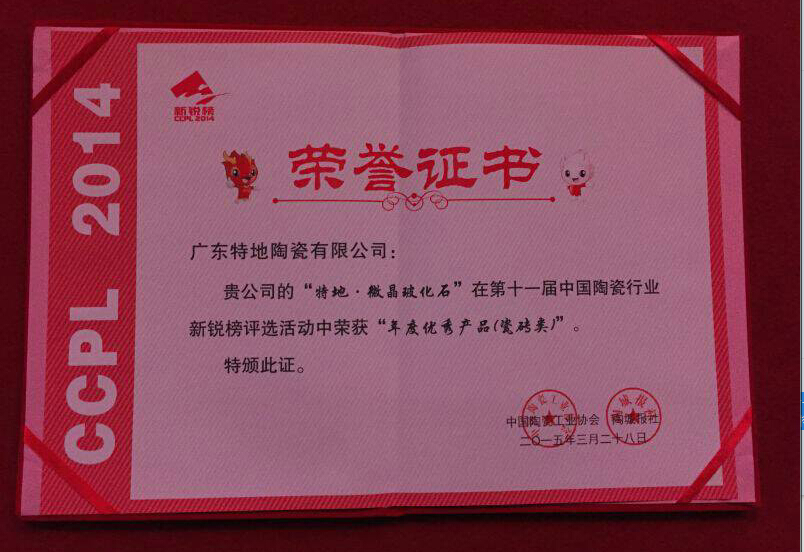 CCPL 2014
新锐榜
CCPL 2014
荣誉证书
广东特地陶瓷有限公司：
贵公司的“特地·微晶玻化石”在第十一届中国陶瓷行业
新锐榜评选活动中荣获“年度优秀产品(瓷砖类)”。
特颁此证。
中国陶瓷工业协会 陶城报社
二〇一五年三月二十八日